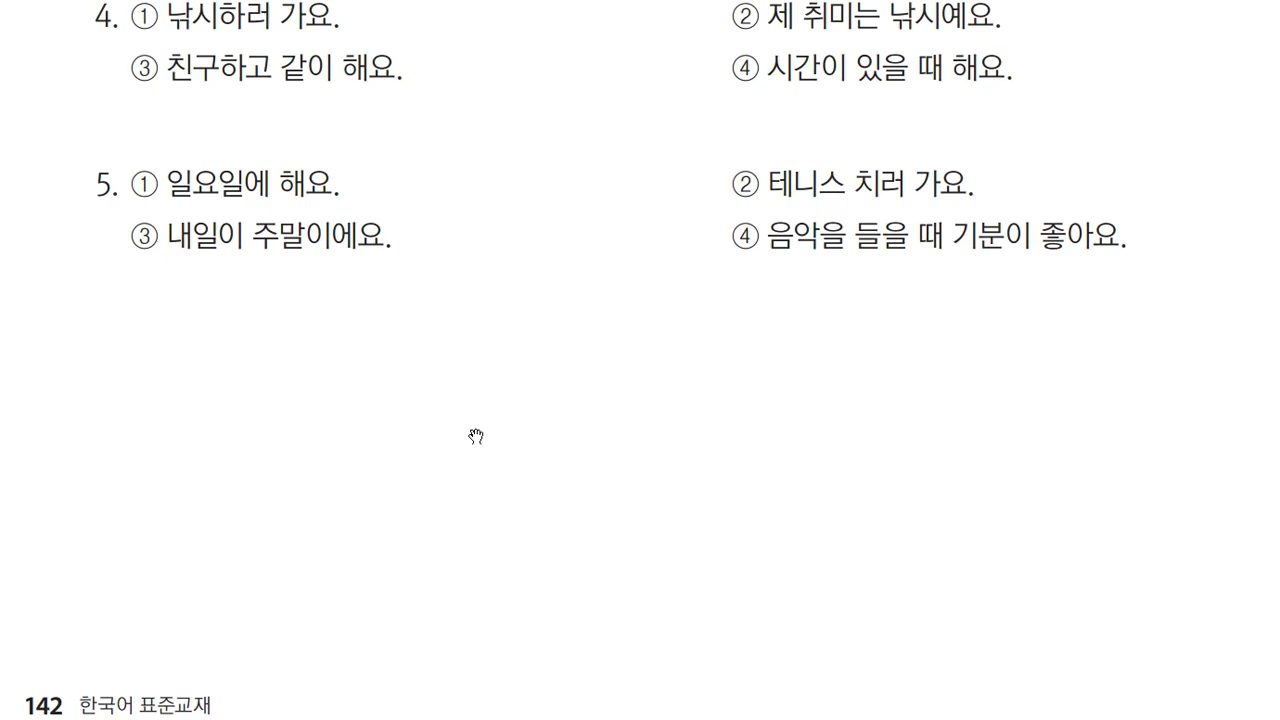 4. ① 낚시하러 가요. ② 제 취미는 낚시예요.
③ 친구하고 같이 해요. ④ 시간이 있을 때 해요.
5. ① 일요일에 해요. ② 테니스 치러 가요.
③ 내일이 주말이에요. ④ 음악을 들을 때 기분이 좋아요.
142 한국어 표준교재